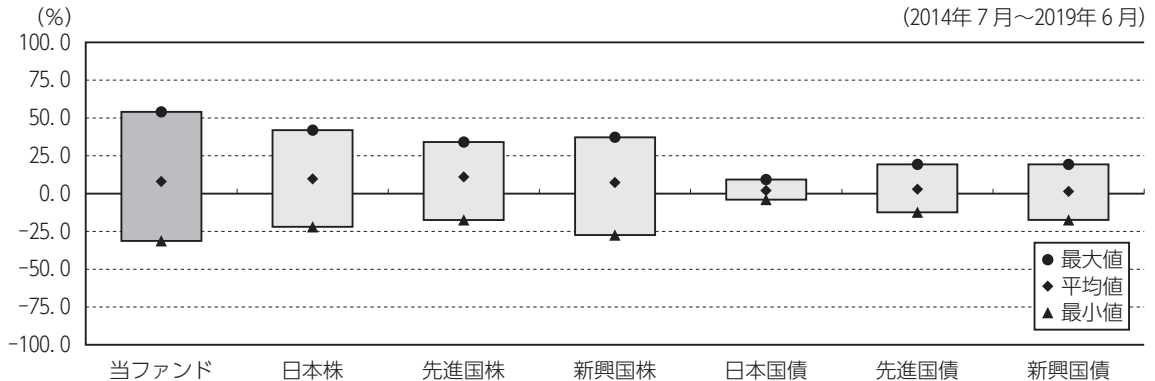 (%)
(2014年7月～2019年6月)
100.0
75.0
50.0
25.0
0.0
-25.0
-50.0
-75.0
-100.0
● 最大値
◆ 平均値
▲ 最小値
当ファンド 日本株 先進国株 新興国株 日本国債 先進国債 新興国債